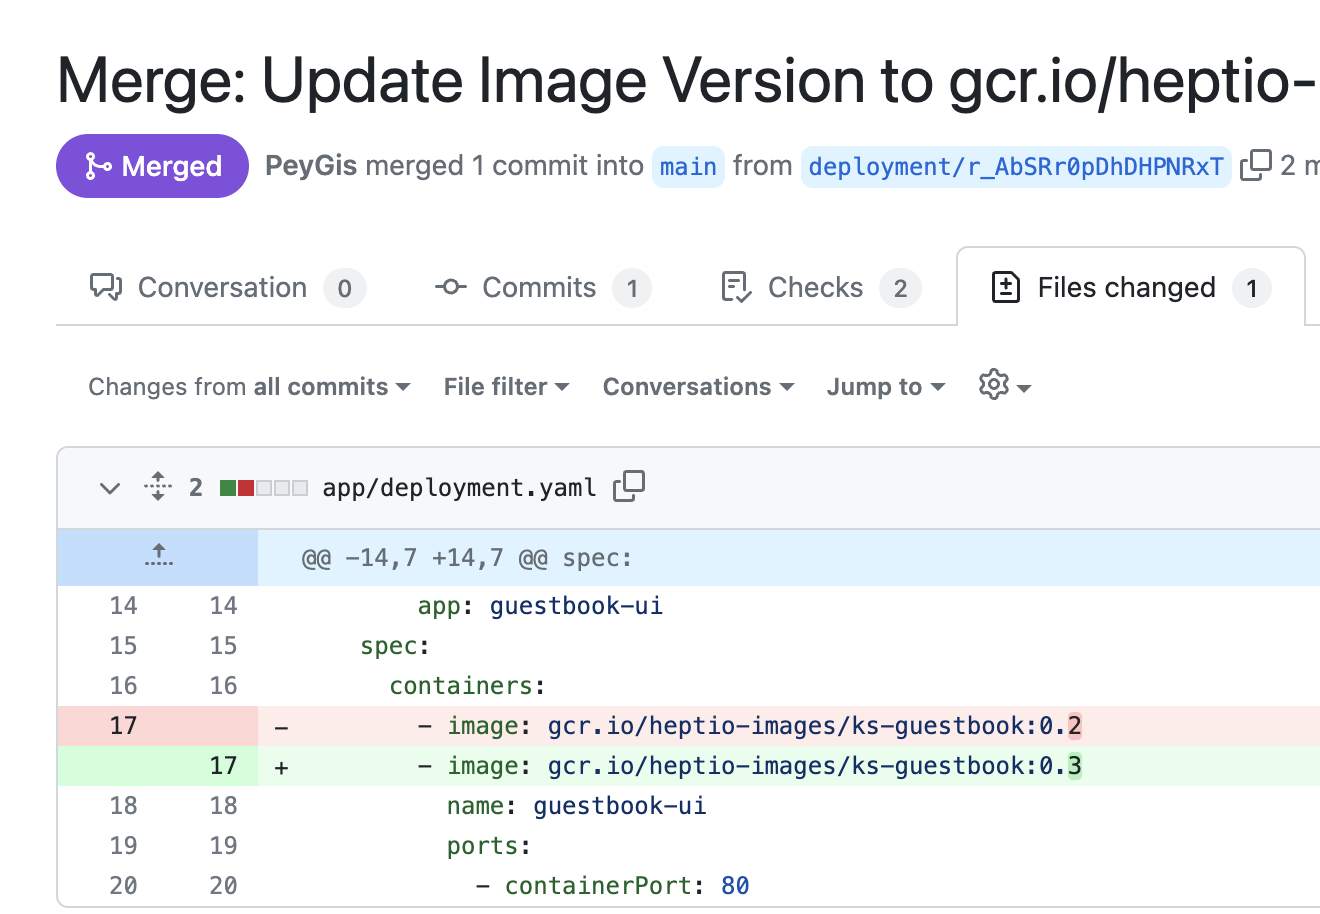 Merge: Update Image Version to gcr.io/heptio-
Merged PeyGis merged 1 commit into main from deployment/r_AbSRr0pDhDHPNRxT 2 m
Conversation 0 Commits 1 Checks 2 Files changed 1
Changes from all commits File filter Conversations Jump to
2 app/deployment.yaml
@@ -14,7 +14,7 @@ spec:
14 14 app: guestbook-ui
15 15 spec:
16 16 containers:
17 - - image: gcr.io/heptio-images/ks-guestbook:0.2
17 + - image: gcr.io/heptio-images/ks-guestbook:0.3
18 18 name: guestbook-ui
19 19 ports:
20 20 - containerPort: 80